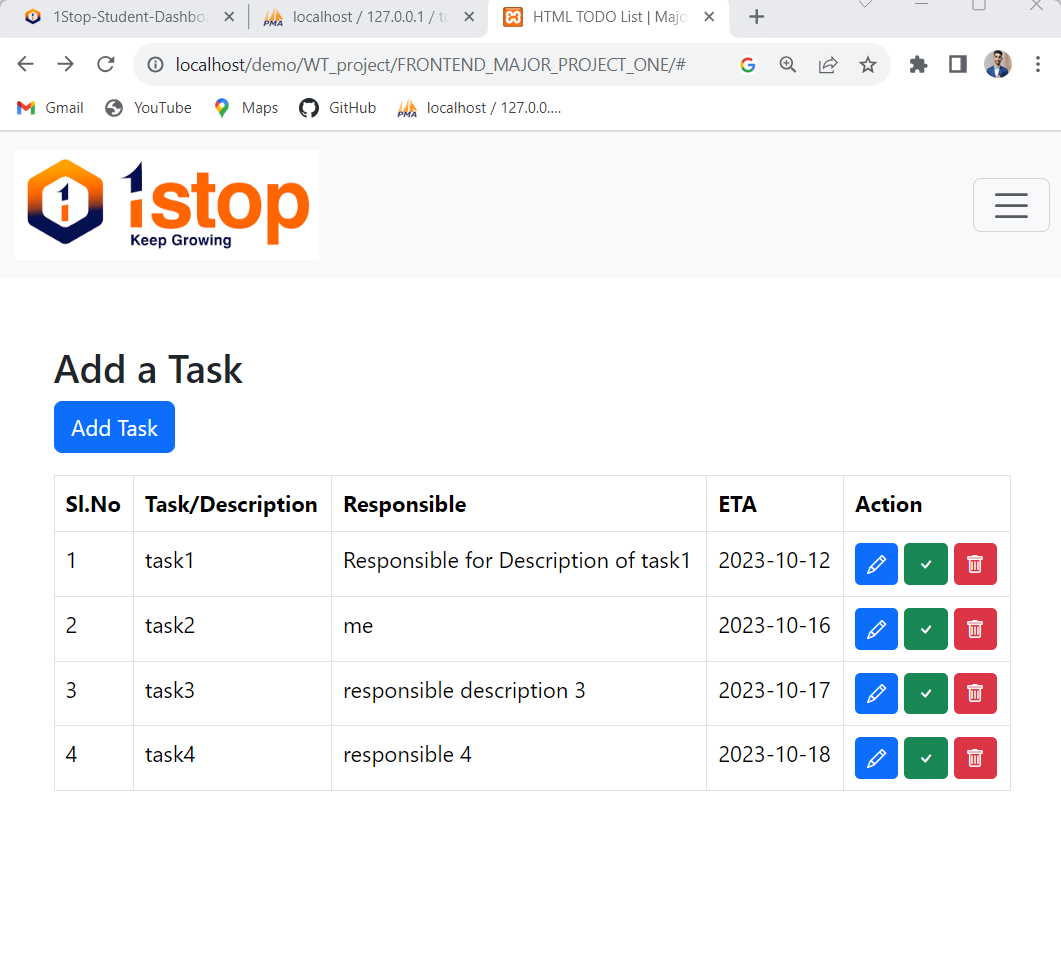 1Stop-Student-Dashbo
localhost / 127.0.0.1 / to
HTML TODO List | Majo
localhost/demo/WT_project/FRONTEND_MAJOR_PROJECT_ONE/#
Gmail YouTube Maps GitHub localhost / 127.0.0....
1stop
Keep Growing
Add a Task
Add Task
Sl.No Task/Description Responsible ETA Action
1 task1 Responsible for Description of task1 2023-10-12
2 task2 me 2023-10-16
3 task3 responsible description 3 2023-10-17
4 task4 responsible 4 2023-10-18